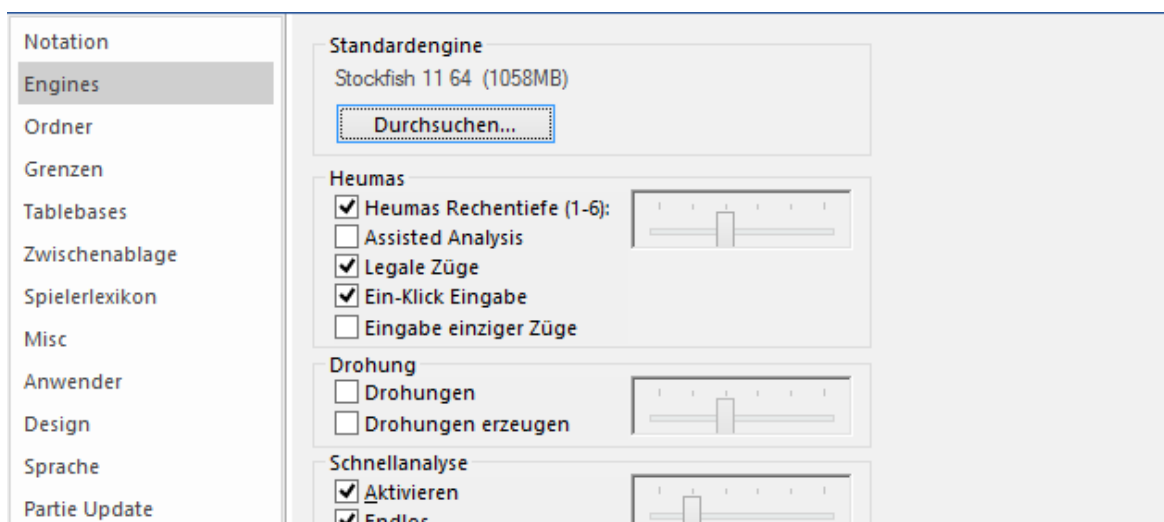 Notation
Engines
Ordner
Grenzen
Tablebases
Zwischenablage
Spielerlexikon
Misc
Anwender
Design
Sprache
Partie Update
Standardengine
Stockfish 11 64 (1058MB)
Durchsuchen...
Heumas
Heumas Rechentiefe (1-6):
Assisted Analysis
Legale Züge
Ein-Klick Eingabe
Eingabe einziger Züge
Drohung
Drohungen
Drohungen erzeugen
Schnellanalyse
Aktivieren
Endlos